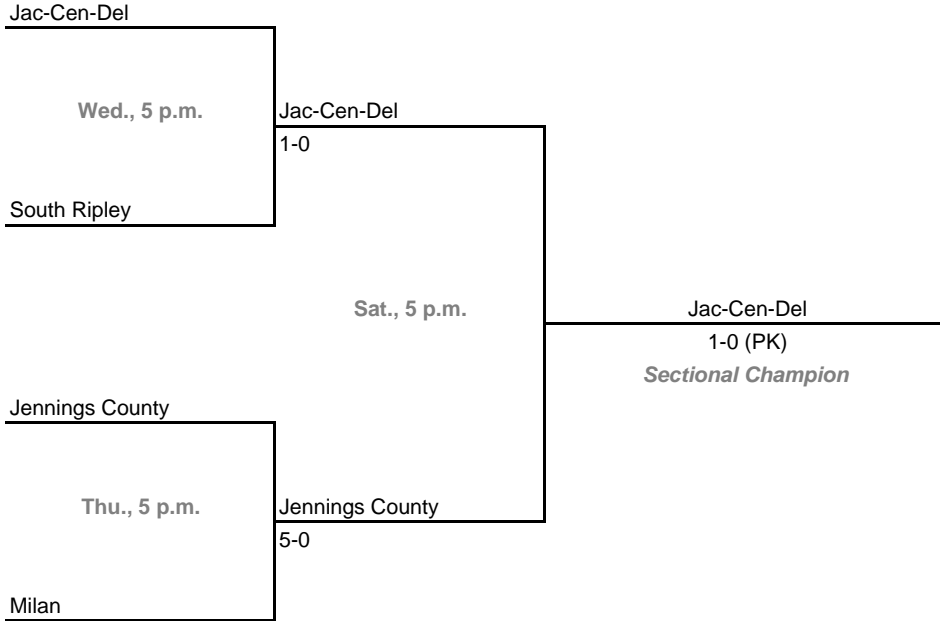 Jac-Cen-Del
Wed., 5 p.m.
Jac-Cen-Del
1-0
South Ripley
Sat., 5 p.m.
Jac-Cen-Del
1-0 (PK)
Sectional Champion
Jennings County
Thu., 5 p.m.
Jennings County
5-0
Milan